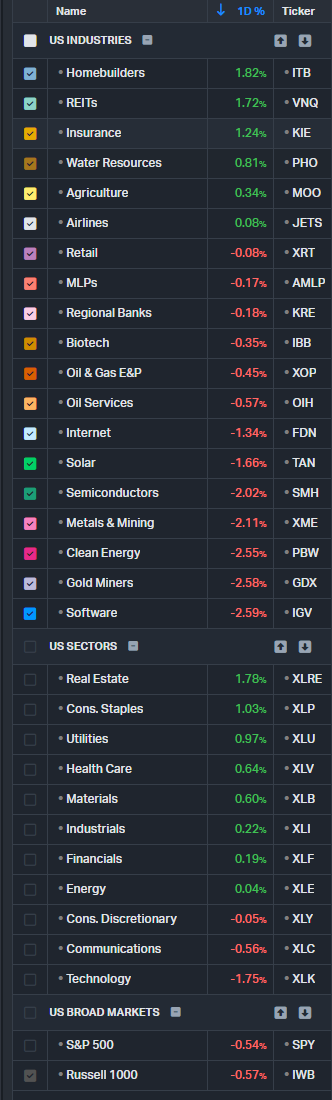 Name ↓ 1D % Ticker
US INDUSTRIES
Homebuilders 1.82% ITB
REITs 1.72% VNQ
Insurance 1.24% KIE
Water Resources 0.81% PHO
Agriculture 0.34% MOO
Airlines 0.08% JETS
Retail -0.08% XRT
MLPs -0.17% AMLP
Regional Banks -0.18% KRE
Biotech -0.35% IBB
Oil & Gas E&P -0.45% XOP
Oil Services -0.57% OIH
Internet -1.34% FDN
Solar -1.66% TAN
Semiconductors -2.02% SMH
Metals & Mining -2.11% XME
Clean Energy -2.55% PBW
Gold Miners -2.58% GDX
Software -2.59% IGV
US SECTORS
Real Estate 1.78% XLRE
Cons. Staples 1.03% XLP
Utilities 0.97% XLU
Health Care 0.64% XLV
Materials 0.60% XLB
Industrials 0.22% XLI
Financials 0.19% XLF
Energy 0.04% XLE
Cons. Discretionary -0.05% XLY
Communications -0.56% XLC
Technology -1.75% XLK
US BROAD MARKETS
S&P 500 -0.54% SPY
Russell 1000 -0.57% IWB